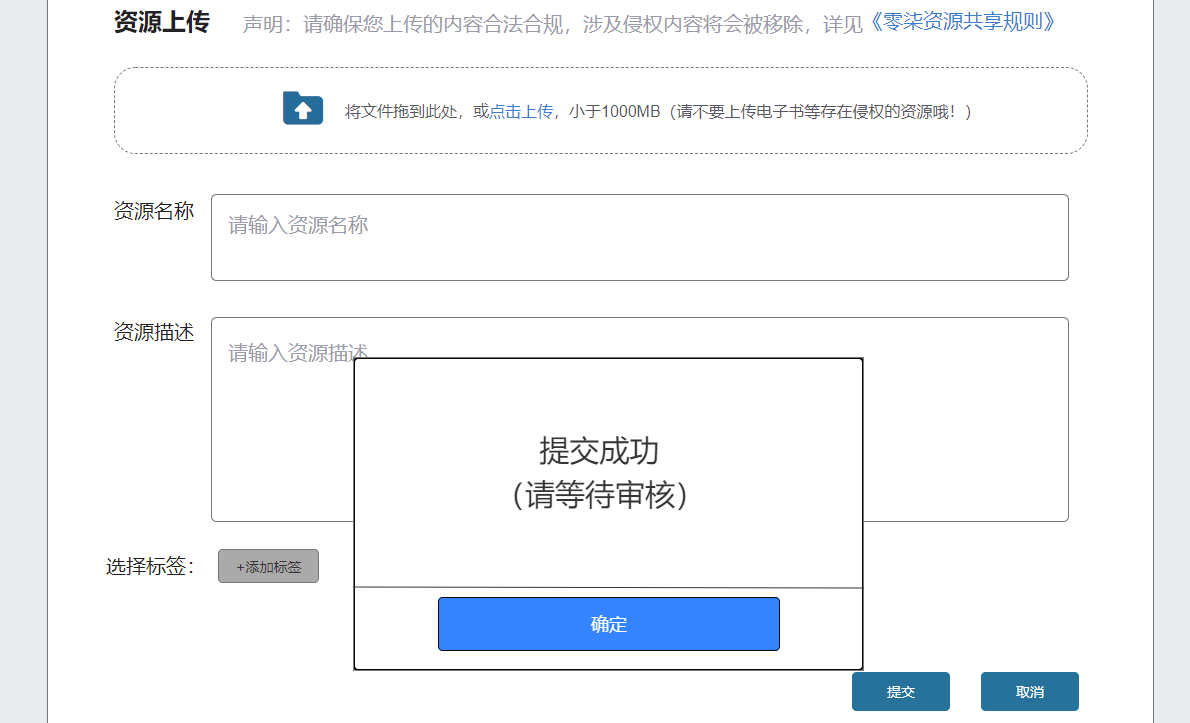 资源上传 声明：请确保您上传的内容合法合规，涉及侵权内容将会被移除，详见《零柒资源共享规则》
将文件拖到此处，或点击上传，小于1000MB（请不要上传电子书等存在侵权的资源哦！）
资源名称
请输入资源名称
资源描述
请输入资源描述
提交成功
（请等待审核）
选择标签： +添加标签
确定
提交 取消